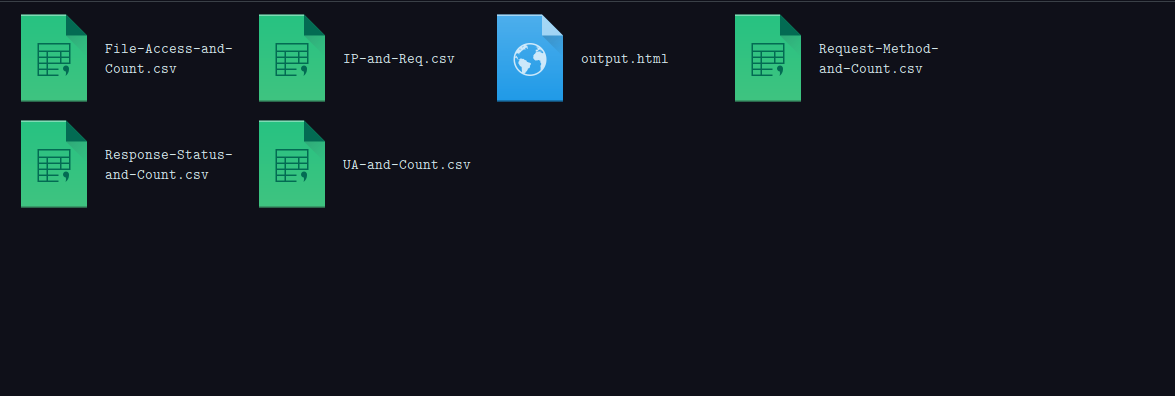 File-Access-and-
Count.csv
IP-and-Req.csv
output.html
Request-Method-
and-Count.csv
Response-Status-
and-Count.csv
UA-and-Count.csv